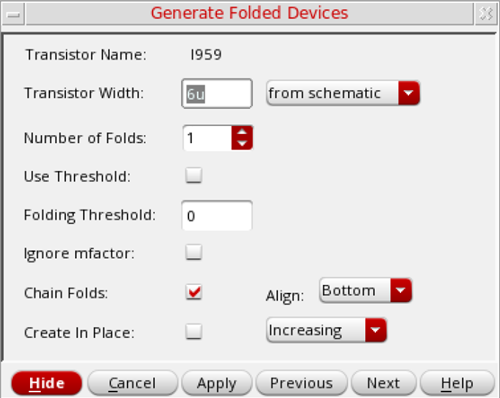 Generate Folded Devices
Transistor Name: I959
Transistor Width: 6u from schematic
Number of Folds: 1
Use Threshold:
Folding Threshold: 0
Ignore mfactor:
Chain Folds: Align: Bottom
Create In Place: Increasing
Hide Cancel Apply Previous Next Help